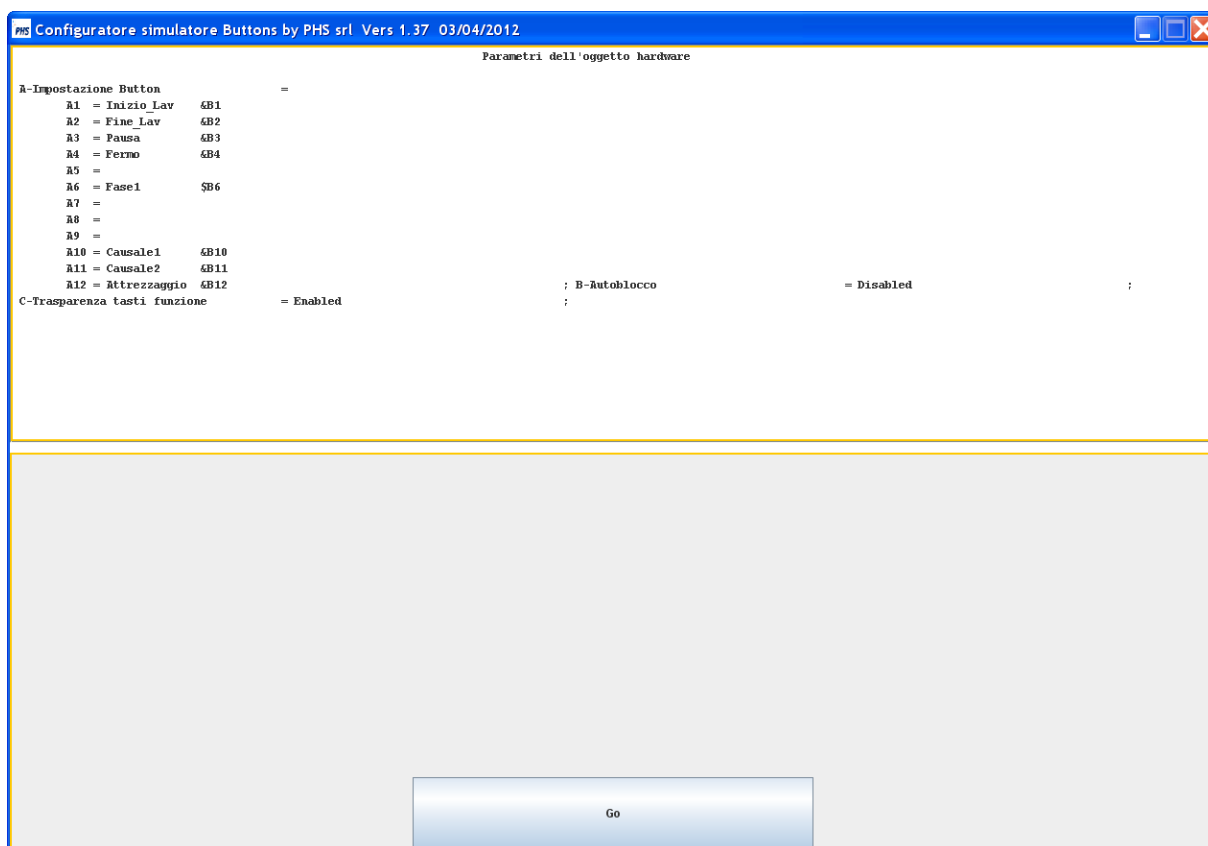 PHS Configuratore simulatore Buttons by PHS srl Vers 1.37 03/04/2012
Parametri dell'oggetto hardware
A-Impostazione Button =
A1 = Inizio_Lav &B1
A2 = Fine_Lav &B2
A3 = Pausa &B3
A4 = Fermo &B4
A5 =
A6 = Fase1 $B6
A7 =
A8 =
A9 =
A10 = Causale1 &B10
A11 = Causale2 &B11
A12 = Attrezzaggio &B12 ; B-Autoblocco = Disabled ;
C-Trasparenza tasti funzione = Enabled ;
Go